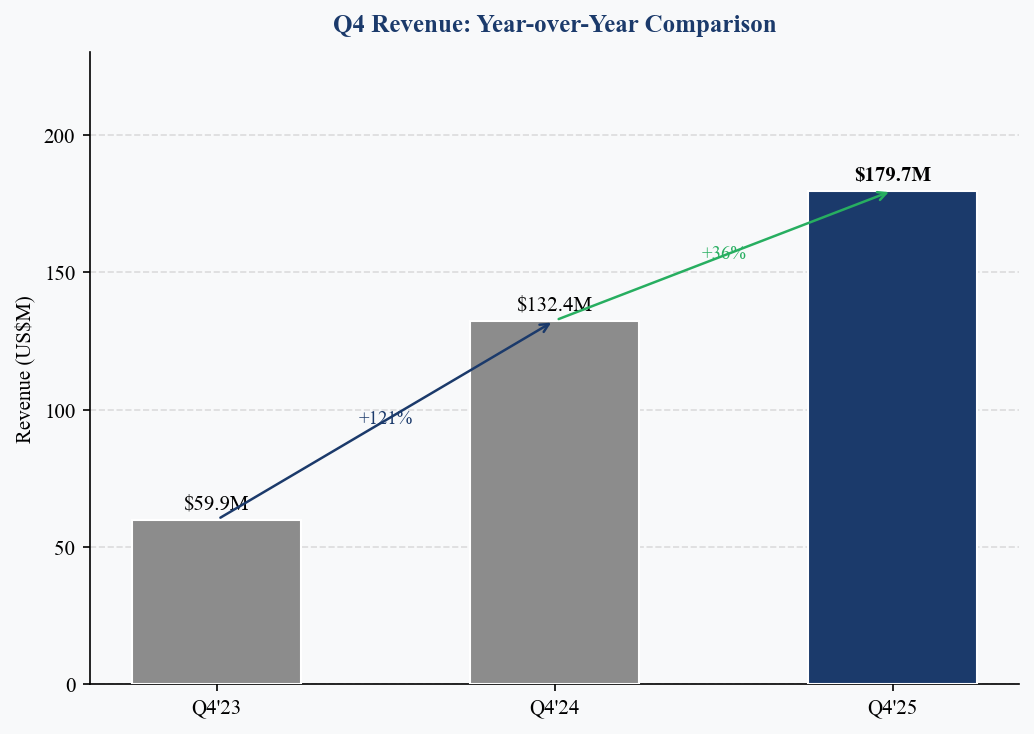 Q4 Revenue: Year-over-Year Comparison
Revenue (US$M)
200
150
100
50
0
$59.9M
+121%
$132.4M
+36%
$179.7M
Q4'23
Q4'24
Q4'25